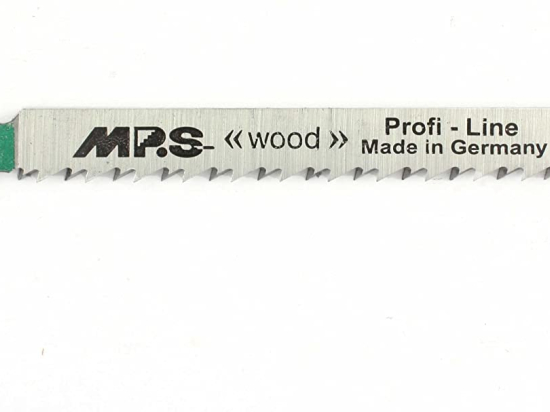 MPS «wood»
Profi - Line
Made in Germany